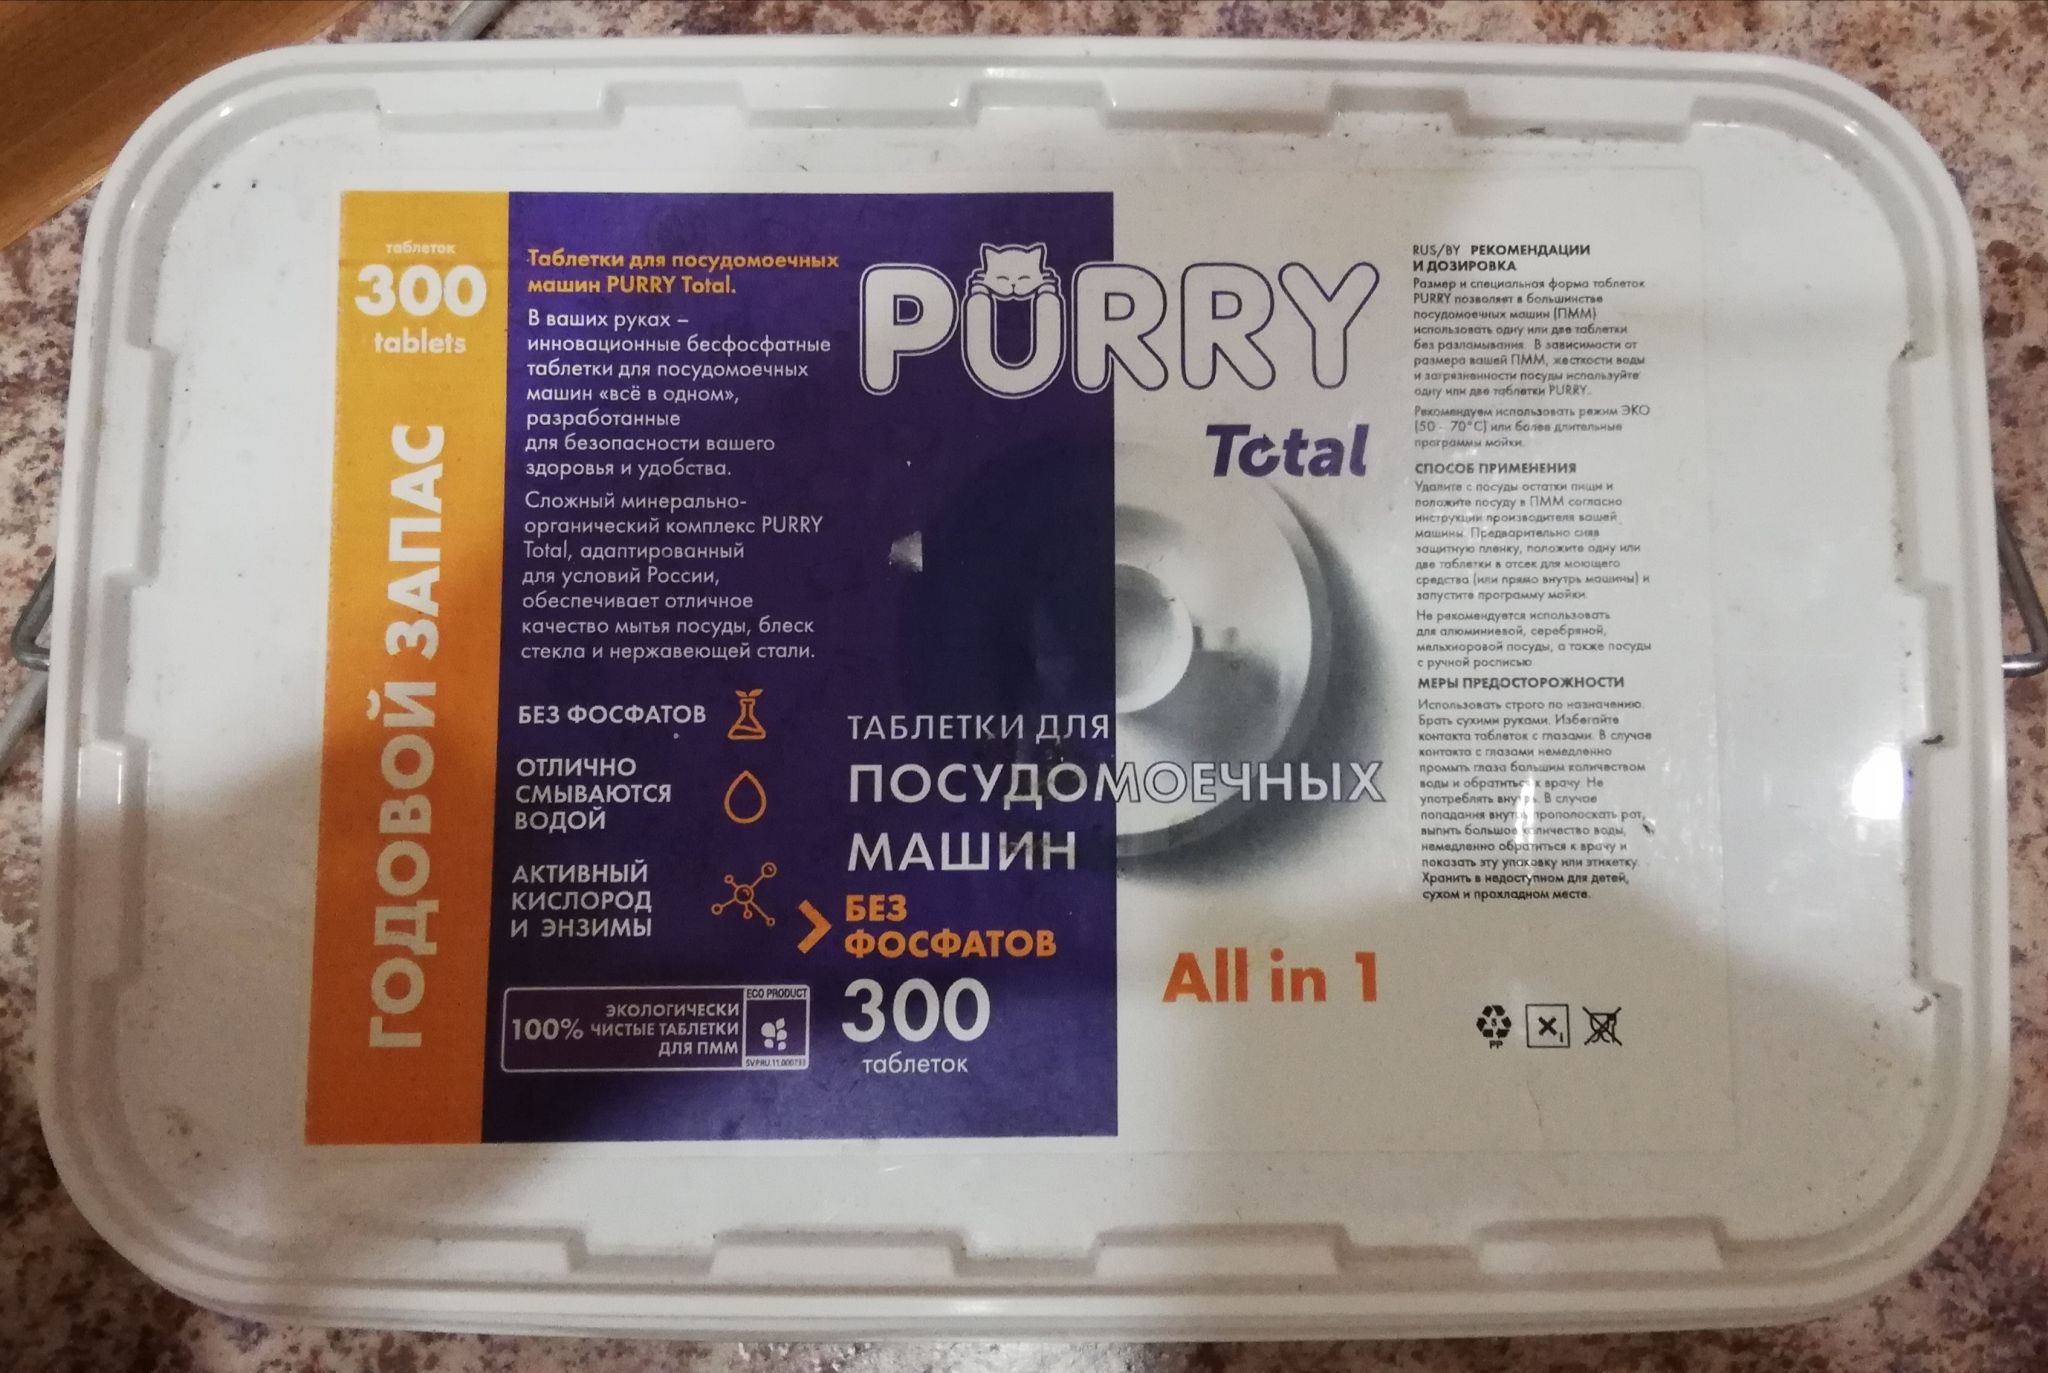 таблеток
300
tablets
ГОДОВОЙ ЗАПАС
Таблетки для посудомоечных
машин PURRY Total.
В ваших руках –
инновационные бесфосфатные
таблетки для посудомоечных
машин «всё в одном»,
разработанные
для безопасности вашего
здоровья и удобства.
Сложный минерально-
органический комплекс PURRY
Total, адаптированный
для условий России,
обеспечивает отличное
качество мытья посуды, блеск
стекла и нержавеющей стали.
БЕЗ ФОСФАТОВ
ОТЛИЧНО
СМЫВАЮТСЯ
ВОДОЙ
АКТИВНЫЙ
КИСЛОРОД
И ЭНЗИМЫ
100% ЭКОЛОГИЧЕСКИ
ЧИСТЫЕ ТАБЛЕТКИ
ДЛЯ ПММ
ECO PRODUCT
PURRY
Total
ТАБЛЕТКИ ДЛЯ
ПОСУДОМОЕЧНЫХ
МАШИН
БЕЗ
ФОСФАТОВ
300
таблеток
All in 1
RUS/BY РЕКОМЕНДАЦИИ
И ДОЗИРОВКА
Размер и специальная форма таблеток
PURRY позволяет в большинстве
посудомоечных машин (ПММ)
использовать одну или две таблетки
без разламывания. В зависимости от
размера вашей ПММ, жесткости воды
и загрязненности посуды используйте
одну или две таблетки PURRY.
Рекомендуем использовать режим ЭКО
(50 - 70°C) или более длительные
программы мойки.
СПОСОБ ПРИМЕНЕНИЯ
Удалите с посуды остатки пищи и
положите посуду в ПММ согласно
инструкции производителя вашей
машины. Предварительно сняв
защитную пленку, положите одну или
две таблетки в отсек для моющего
средства (или прямо внутрь машины) и
запустите программу мойки.
Не рекомендуется использовать
для алюминиевой, серебряной,
мельхиоровой посуды, а также посуды
с ручной росписью
МЕРЫ ПРЕДОСТОРОЖНОСТИ
Использовать строго по назначению.
Брать сухими руками. Избегайте
контакта таблеток с глазами. В случае
контакта с глазами немедленно
промыть глаза большим количеством
воды и обратиться к врачу. Не
употреблять внутрь. В случае
попадания внутрь прополоскать рот,
выпить большое количество воды,
немедленно обратиться к врачу и
показать эту упаковку или этикетку.
Хранить в недоступном для детей,
сухом и прохладном месте.
5
PP